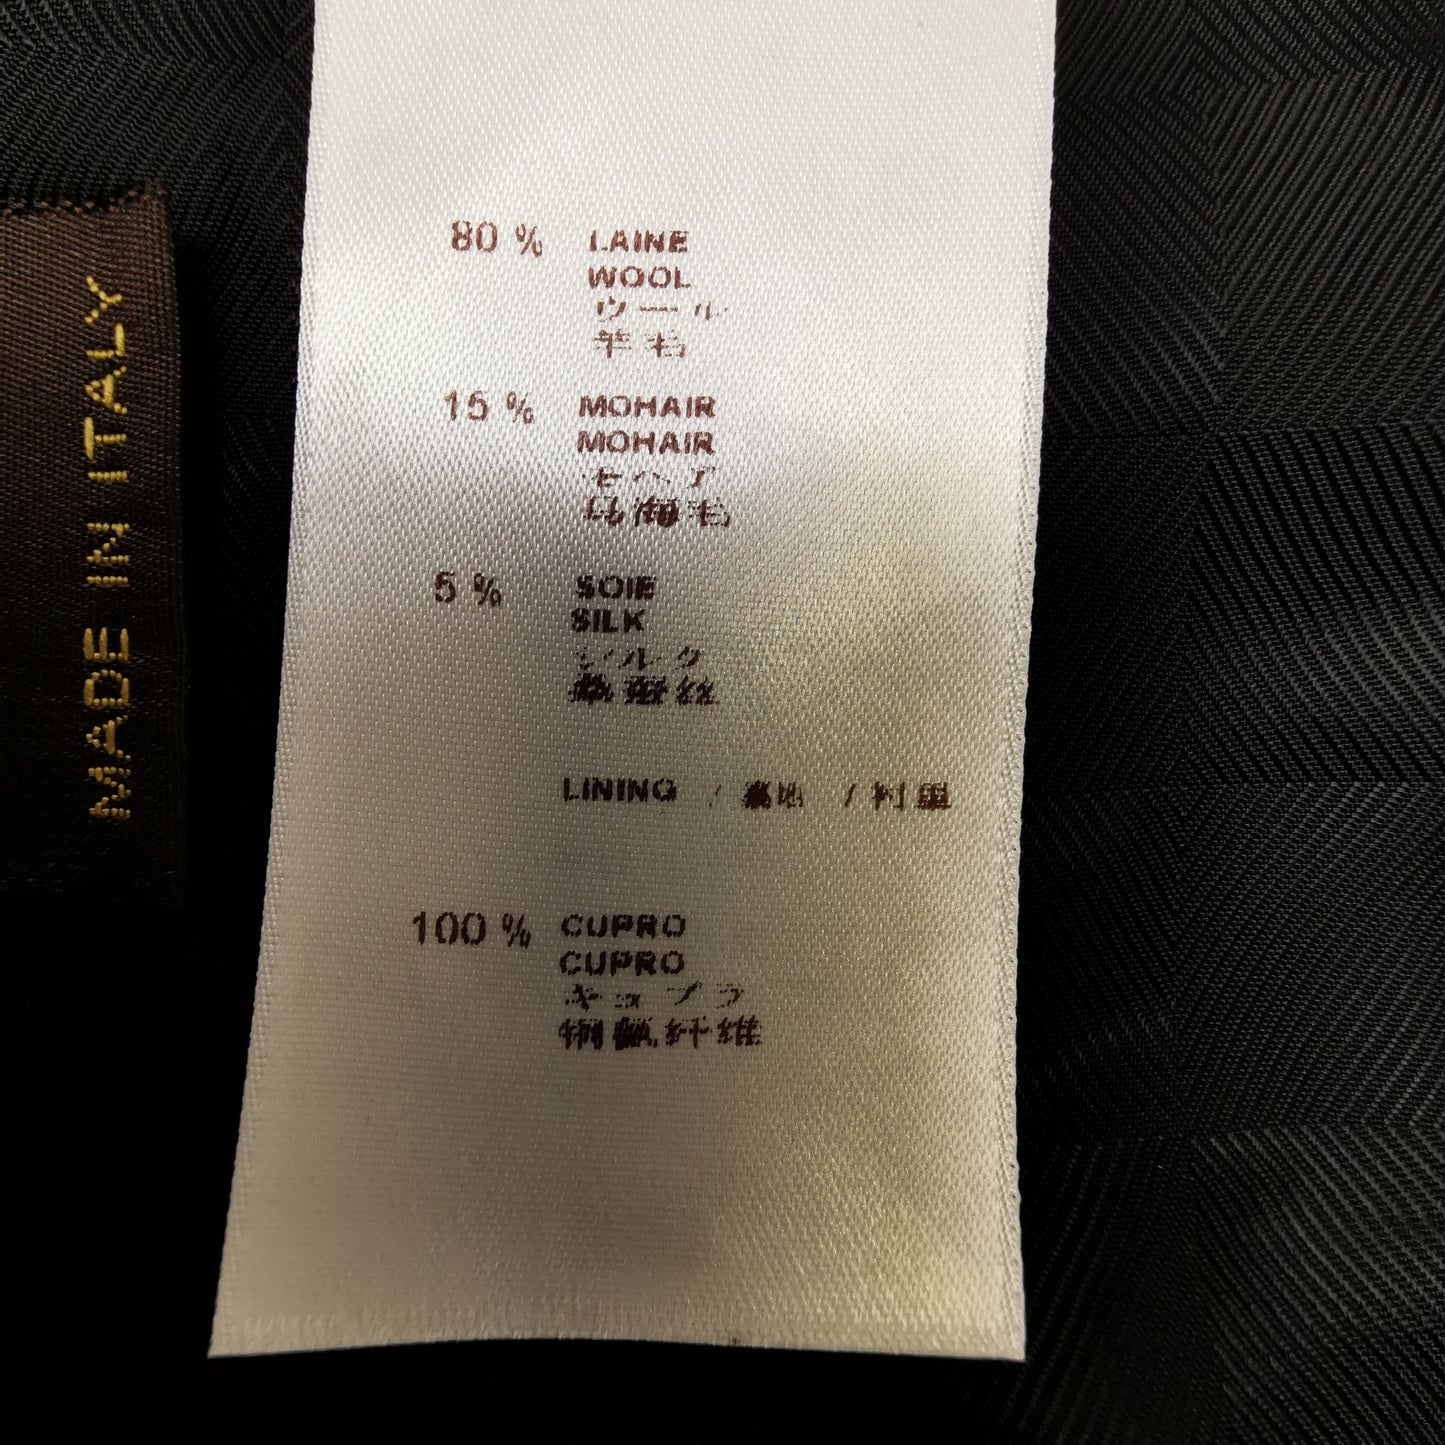 MADE IN ITALY
80 % LAINE
WOOL
ウール
羊毛
15 % MOHAIR
MOHAIR
モヘア
马海毛
5 % SOIE
SILK
シルク
桑蚕丝
LINING / 裏地 / 衬里
100 % CUPRO
CUPRO
キュプラ
铜氨纤维